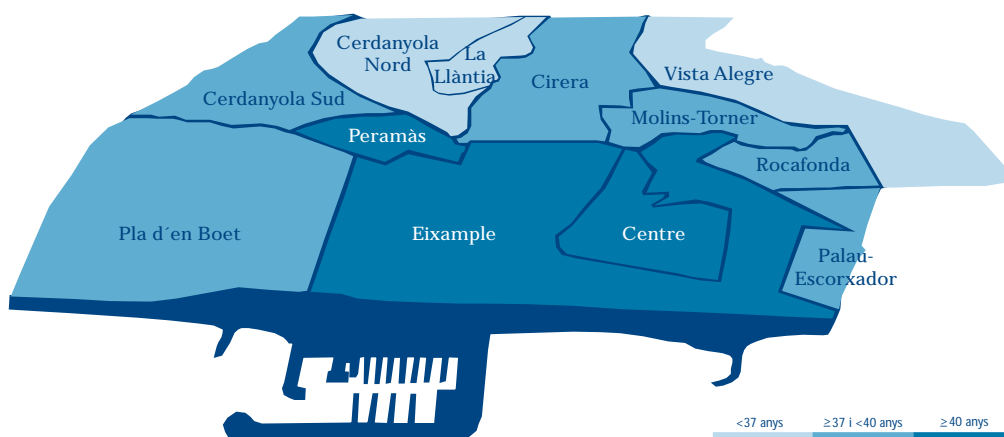 Cerdanyola
Nord
La
Llàntia
Cirera
Vista Alegre
Cerdanyola Sud
Molins-Torner
Peramàs
Rocafonda
Pla d´en Boet
Eixample
Centre
Palau-
Escorxador
<37 anys
≥37 i <40 anys
≥40 anys